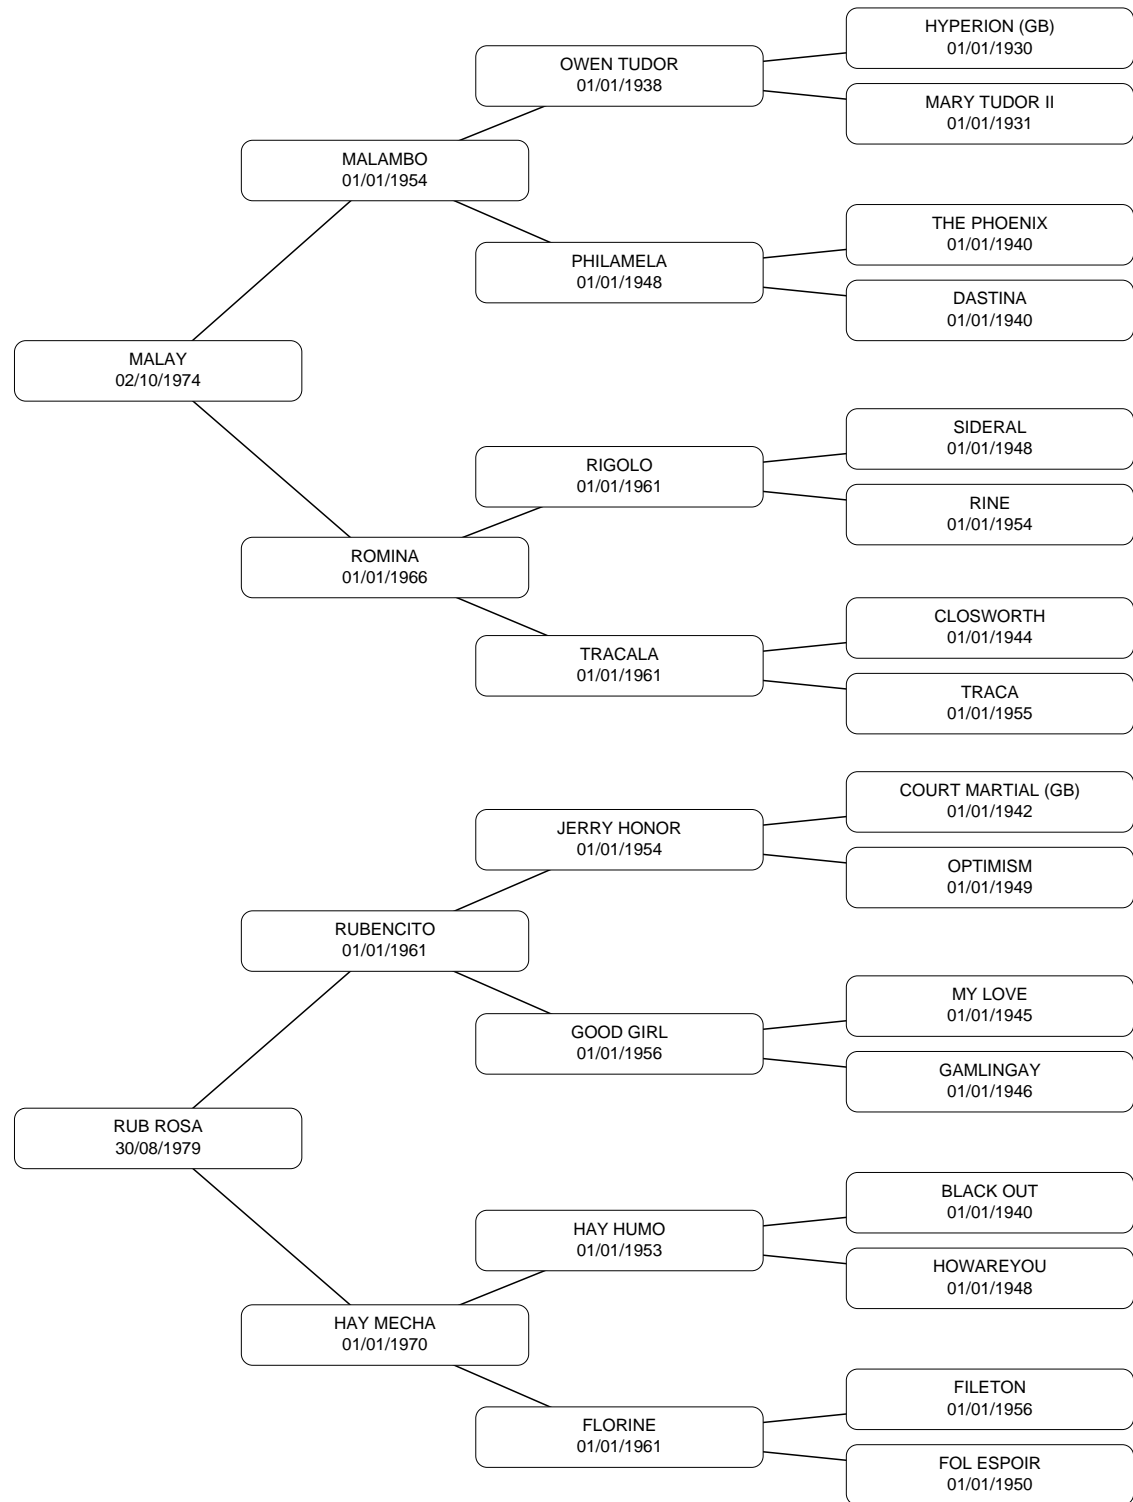 HYPERION (GB)
01/01/1930
OWEN TUDOR
01/01/1938
MARY TUDOR II
01/01/1931
MALAMBO
01/01/1954
THE PHOENIX
01/01/1940
PHILAMELA
01/01/1948
DASTINA
01/01/1940
MALAY
02/10/1974
SIDERAL
01/01/1948
RIGOLO
01/01/1961
RINE
01/01/1954
ROMINA
01/01/1966
CLOSWORTH
01/01/1944
TRACALA
01/01/1961
TRACA
01/01/1955
COURT MARTIAL (GB)
01/01/1942
JERRY HONOR
01/01/1954
OPTIMISM
01/01/1949
RUBENCITO
01/01/1961
MY LOVE
01/01/1945
GOOD GIRL
01/01/1956
GAMLINGAY
01/01/1946
RUB ROSA
30/08/1979
BLACK OUT
01/01/1940
HAY HUMO
01/01/1953
HOWAREYOU
01/01/1948
HAY MECHA
01/01/1970
FILETON
01/01/1956
FLORINE
01/01/1961
FOL ESPOIR
01/01/1950